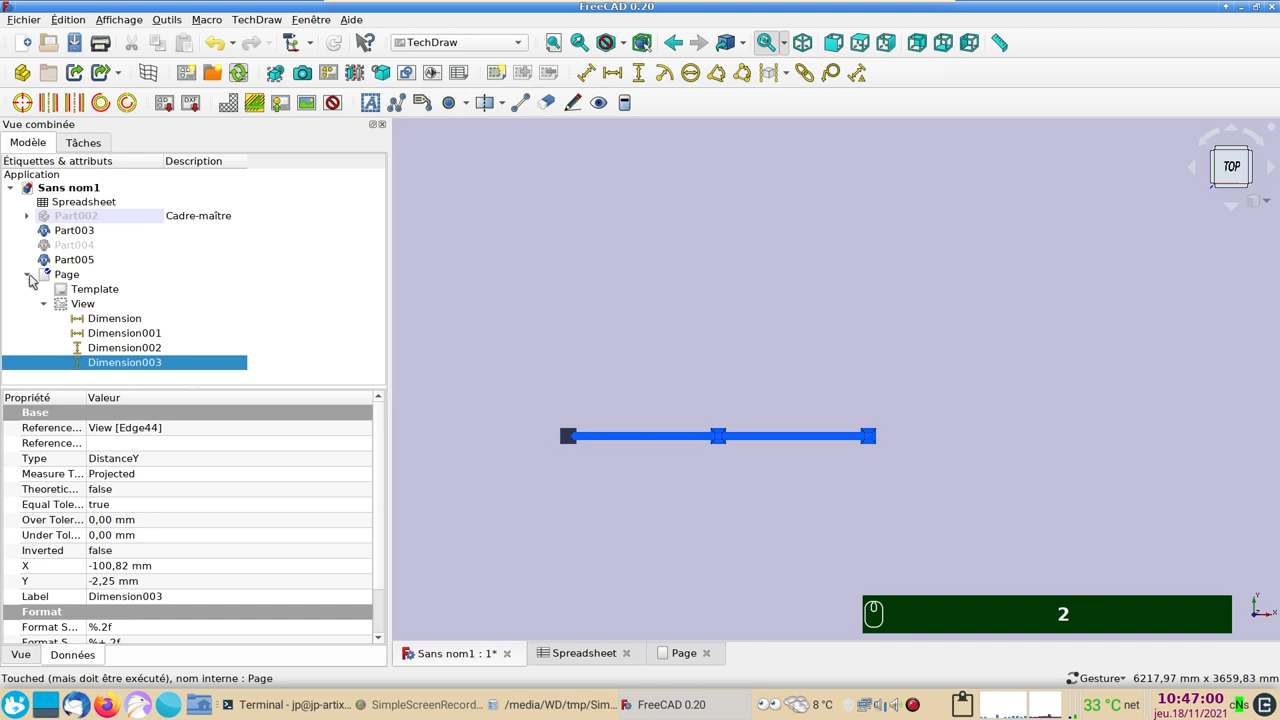 FreeCAD 0.20
Fichier Édition Affichage Outils Macro TechDraw Fenêtre Aide
TechDraw
Vue combinée
Modèle Tâches
Étiquettes & attributs Description
Application
Sans nom1
Spreadsheet
Part002 Cadre-maître
Part003
Part004
Part005
Page
Template
View
Dimension
Dimension001
Dimension002
Dimension003
TOP
Propriété Valeur
Base
Reference... View [Edge44]
Reference...
Type DistanceY
Measure T... Projected
Theoretic... false
Equal Tole... true
Over Toler... 0,00 mm
Under Tol... 0,00 mm
Inverted false
X -100,82 mm
Y -2,25 mm
Label Dimension003
Format
Format S... %.2f
Format S... %+.2f
2
Y
X
Vue Données
Sans nom1 : 1* Spreadsheet Page
Touched (mais doit être exécuté), nom interne : Page Gesture 6217,97 mm x 3659,83 mm
Terminal - jp@jp-artix... SimpleScreenRecord... /media/WD/tmp/Sim... FreeCAD 0.20 8°C 33 °C net 10:47:00 cNs
jeu.18/11/2021